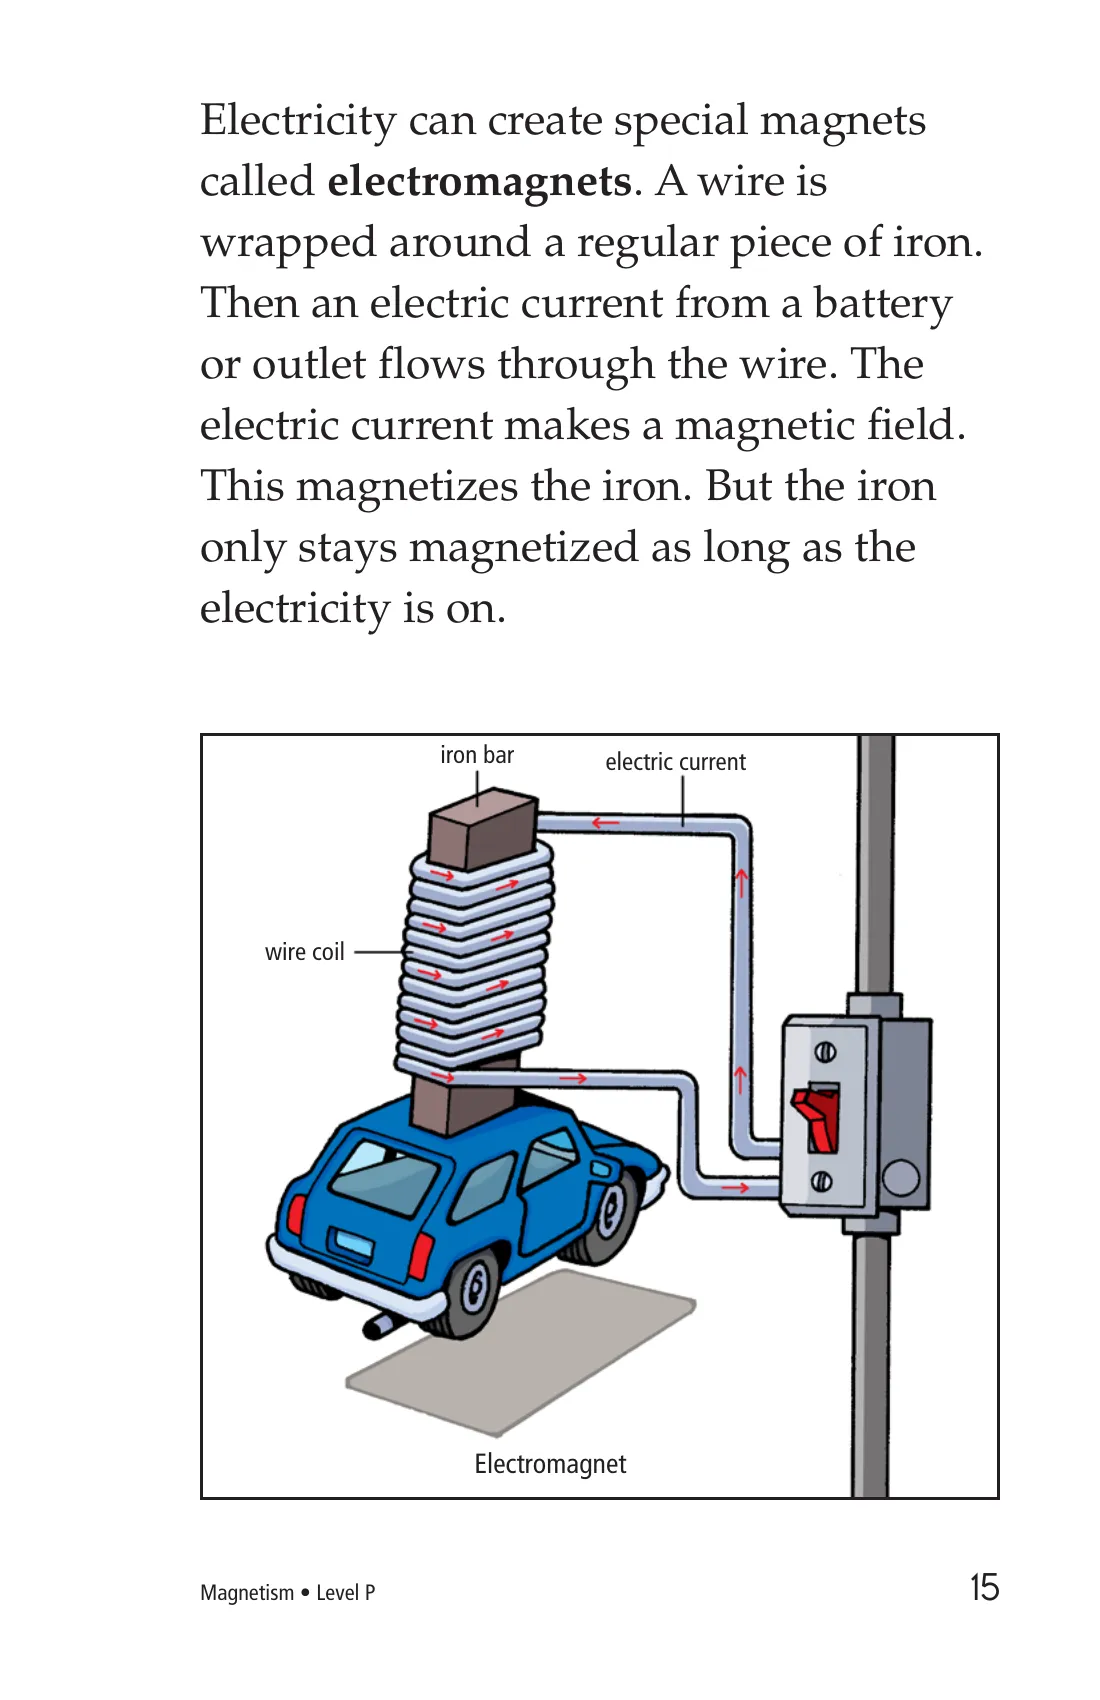 Electricity can create special magnets
called electromagnets. A wire is
wrapped around a regular piece of iron.
Then an electric current from a battery
or outlet flows through the wire. The
electric current makes a magnetic field.
This magnetizes the iron. But the iron
only stays magnetized as long as the
electricity is on.
iron bar
electric current
wire coil
Electromagnet
Magnetism • Level P
15